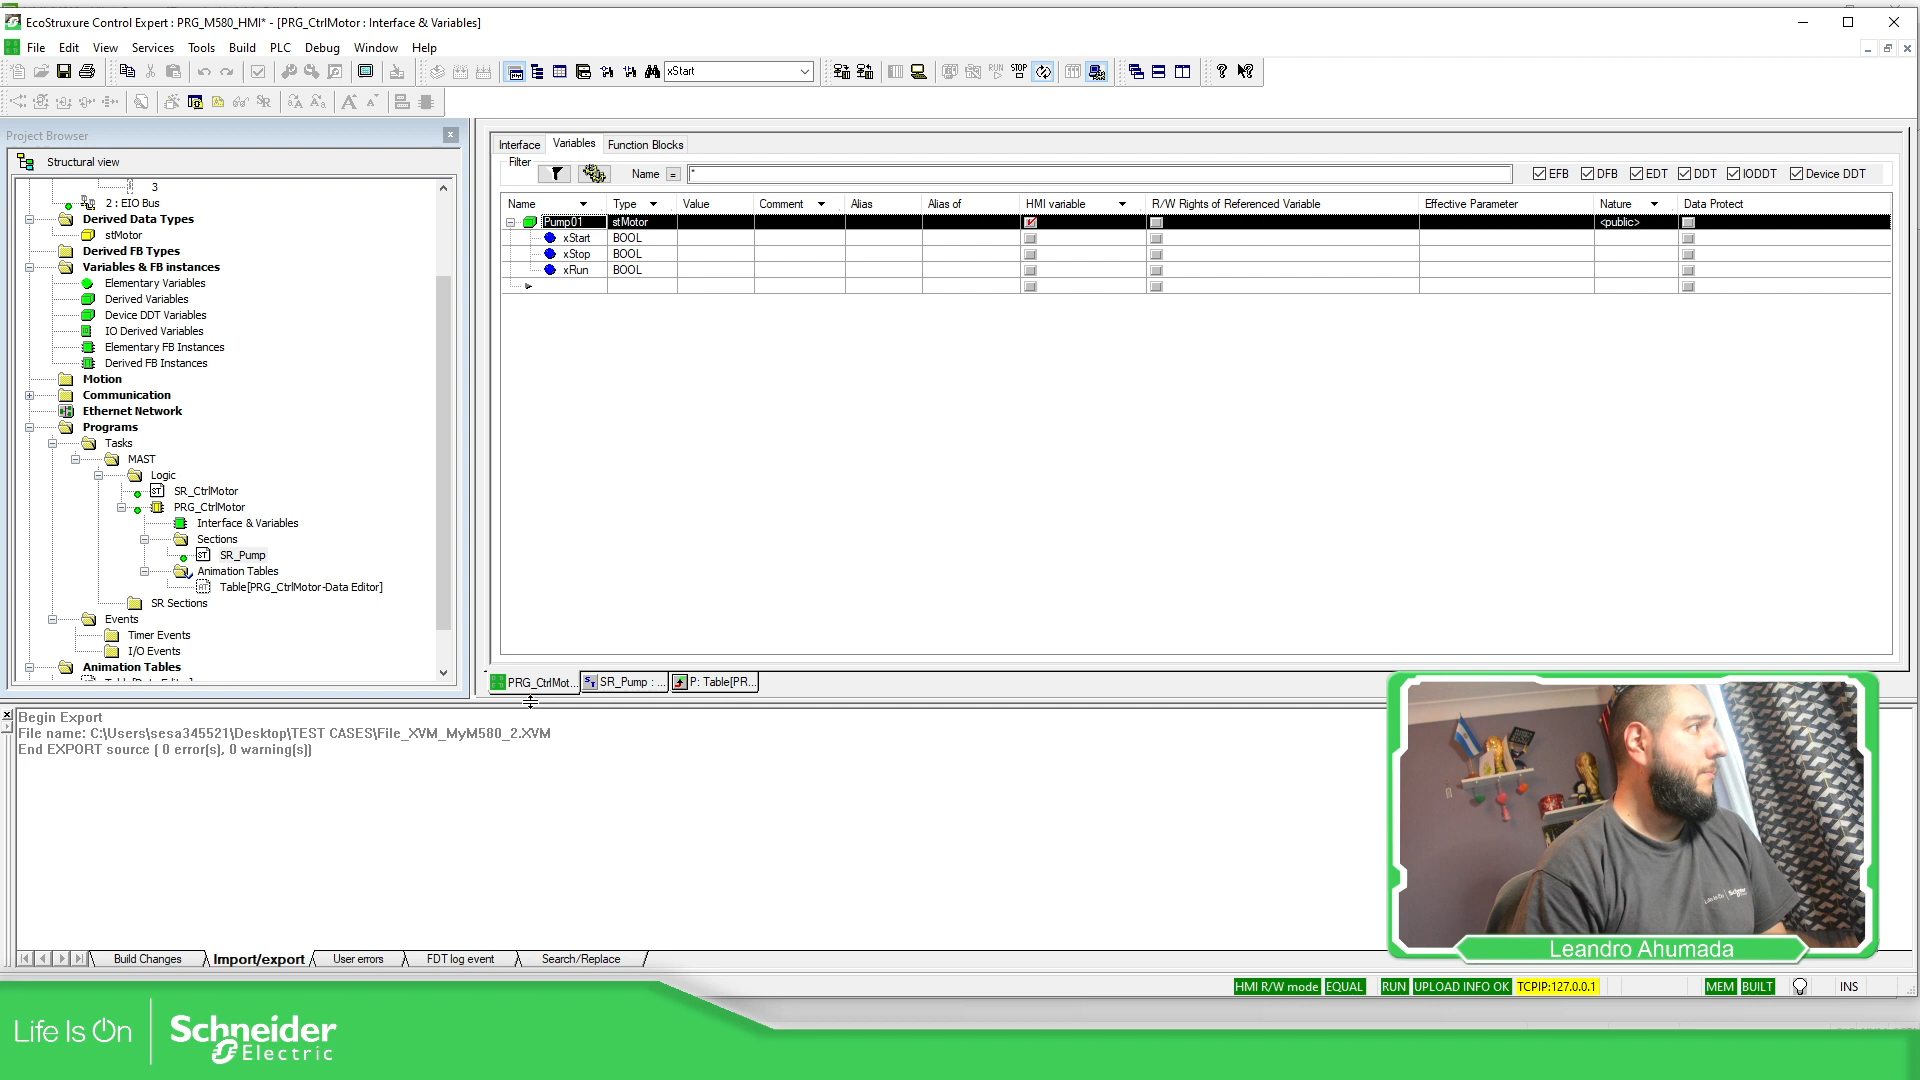 EcoStruxure Control Expert : PRG_M580_HMI* - [PRG_CtrlMotor : Interface & Variables]
File Edit View Services Tools Build PLC Debug Window Help
xStart
RUN STOP
Project Browser
Structural view
3
2 : EIO Bus
Derived Data Types
stMotor
Derived FB Types
Variables & FB instances
Elementary Variables
Derived Variables
Device DDT Variables
IO Derived Variables
Elementary FB Instances
Derived FB Instances
Motion
Communication
Ethernet Network
Programs
Tasks
MAST
Logic
SR_CtrlMotor
PRG_CtrlMotor
Interface & Variables
Sections
SR_Pump
Animation Tables
Table[PRG_CtrlMotor-Data Editor]
SR Sections
Events
Timer Events
I/O Events
Animation Tables
Interface Variables Function Blocks
Filter
Name = * EFB DFB EDT DDT IODDT Device DDT
Name Type Value Comment Alias Alias of HMI variable R/W Rights of Referenced Variable Effective Parameter Nature Data Protect
Pump01 stMotor <public>
xStart BOOL
xStop BOOL
xRun BOOL
PRG_CtrlMot... SR_Pump : ... P: Table[PR...
Begin Export
File name: C:\Users\sesa345521\Desktop\TEST CASES\File_XVM_MyM580_2.XVM
End EXPORT source ( 0 error(s), 0 warning(s))
Build Changes Import/export User errors FDT log event Search/Replace
Life Is On Schneider
Leandro Ahumada
HMI R/W mode EQUAL RUN UPLOAD INFO OK TCPIP:127.0.0.1 MEM BUILT INS
Life Is On Schneider Electric